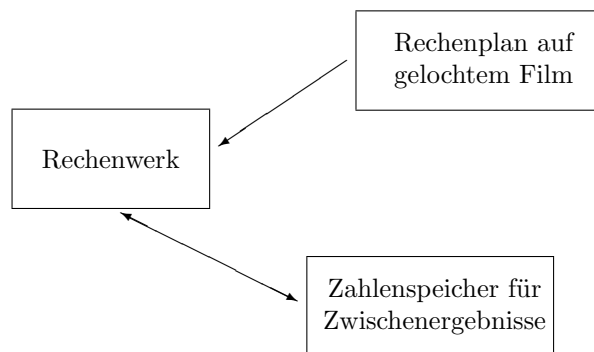 Rechenplan auf
gelochtem Film
Rechenwerk
Zahlenspeicher für
Zwischenergebnisse